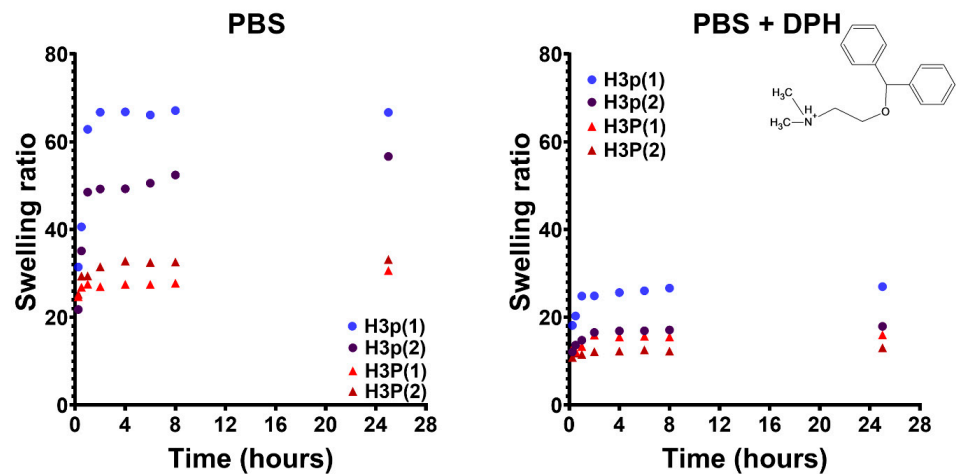 PBS
80
60
40
20
0
Swelling ratio
H3p(1)
H3p(2)
H3P(1)
H3P(2)
0 4 8 12 16 20 24 28
Time (hours)
PBS + DPH
80
60
40
20
0
Swelling ratio
H3p(1)
H3p(2)
H3P(1)
H3P(2)
H₃C
H
N⁺
H₃C
O
0 4 8 12 16 20 24 28
Time (hours)